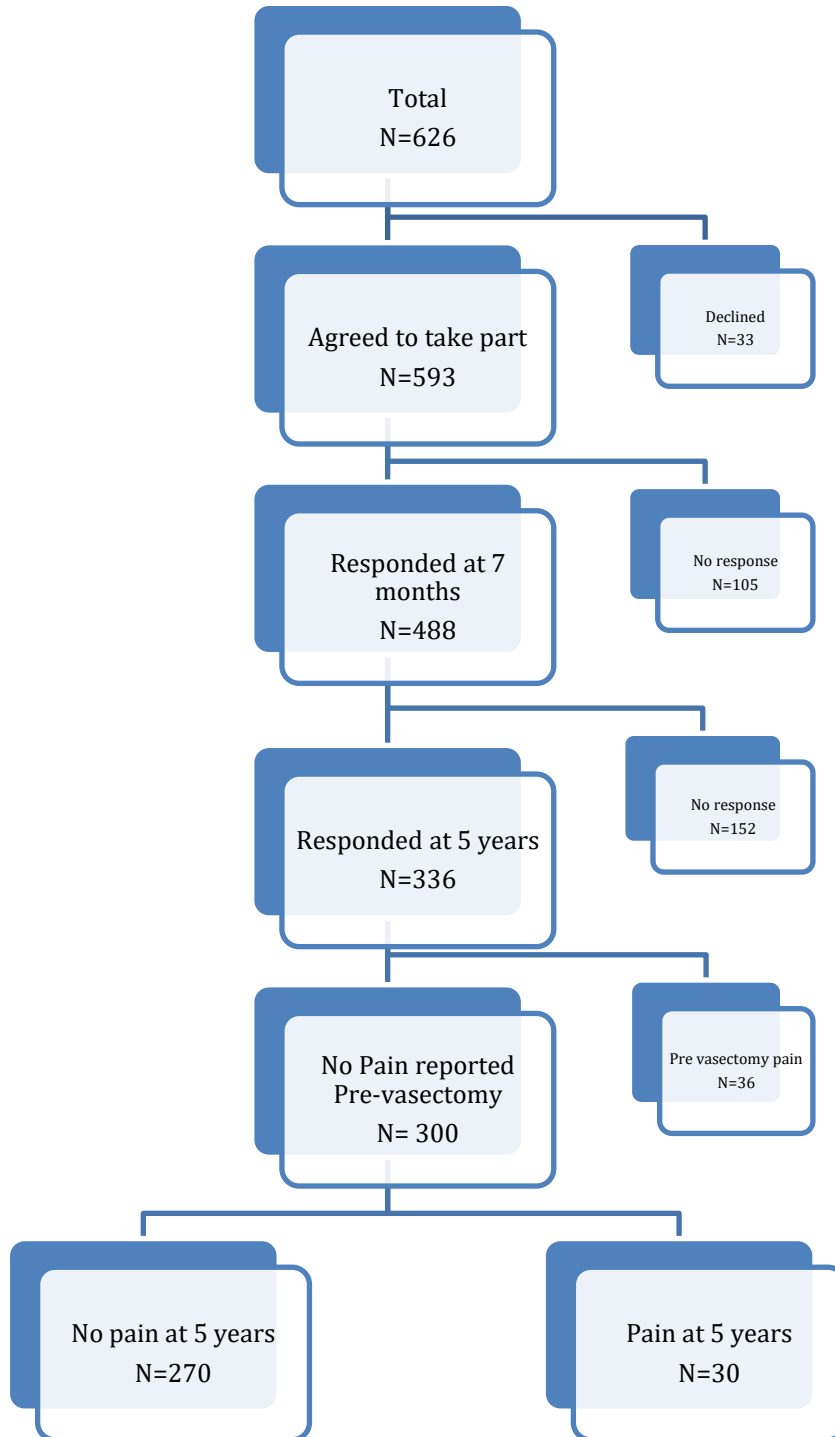 Total
N=626
Agreed to take part
N=593
Declined
N=33
Responded at 7
months
N=488
No response
N=105
Responded at 5 years
N=336
No response
N=152
No Pain reported
Pre-vasectomy
N= 300
Pre vasectomy pain
N=36
No pain at 5 years
N=270
Pain at 5 years
N=30